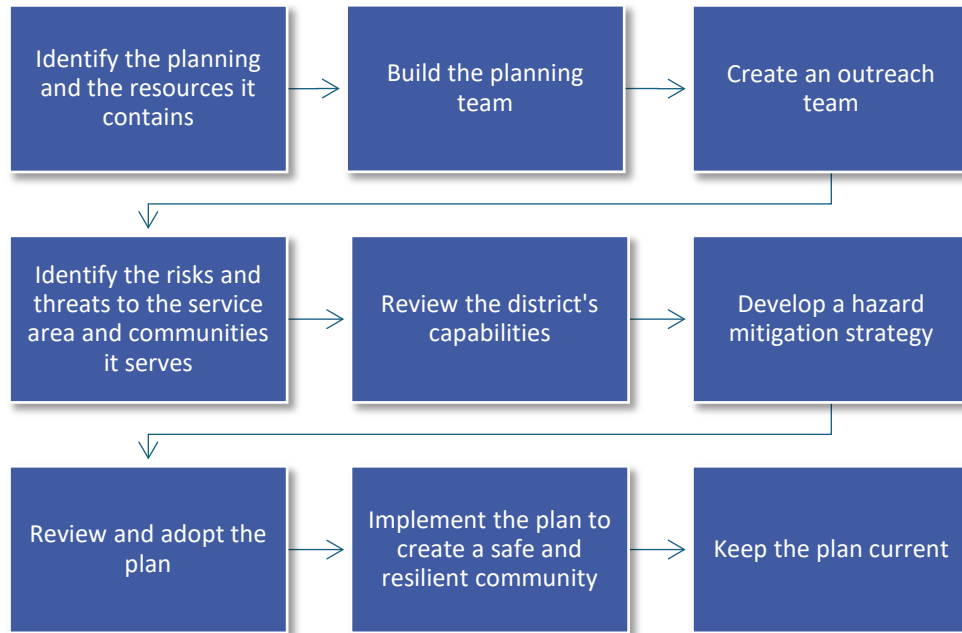 Identify the planning
and the resources it
contains
Build the planning
team
Create an outreach
team
Identify the risks and
threats to the service
area and communities
it serves
Review the district's
capabilities
Develop a hazard
mitigation strategy
Review and adopt the
plan
Implement the plan to
create a safe and
resilient community
Keep the plan current